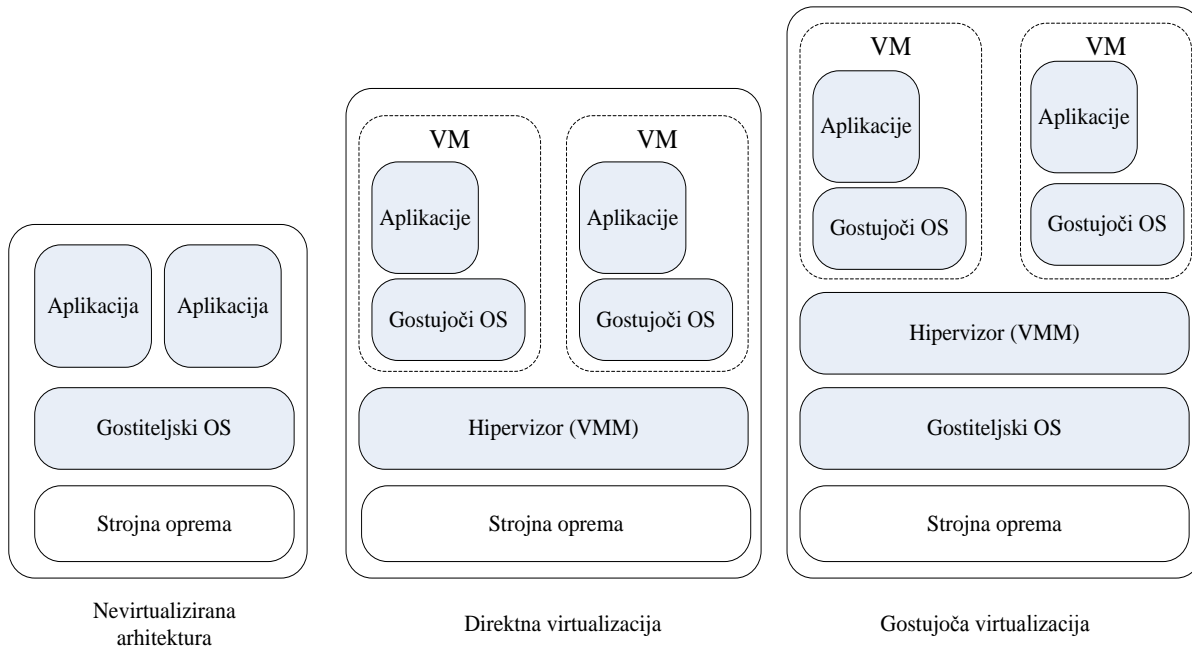 Aplikacija
Aplikacija
Gostiteljski OS
Strojna oprema
Nevirtualizirana
arhitektura
VM
VM
Aplikacije
Aplikacije
Gostujoči OS
Gostujoči OS
Hipervizor (VMM)
Strojna oprema
Direktna virtualizacija
VM
VM
Aplikacije
Aplikacije
Gostujoči OS
Gostujoči OS
Hipervizor (VMM)
Gostiteljski OS
Strojna oprema
Gostujoča virtualizacija